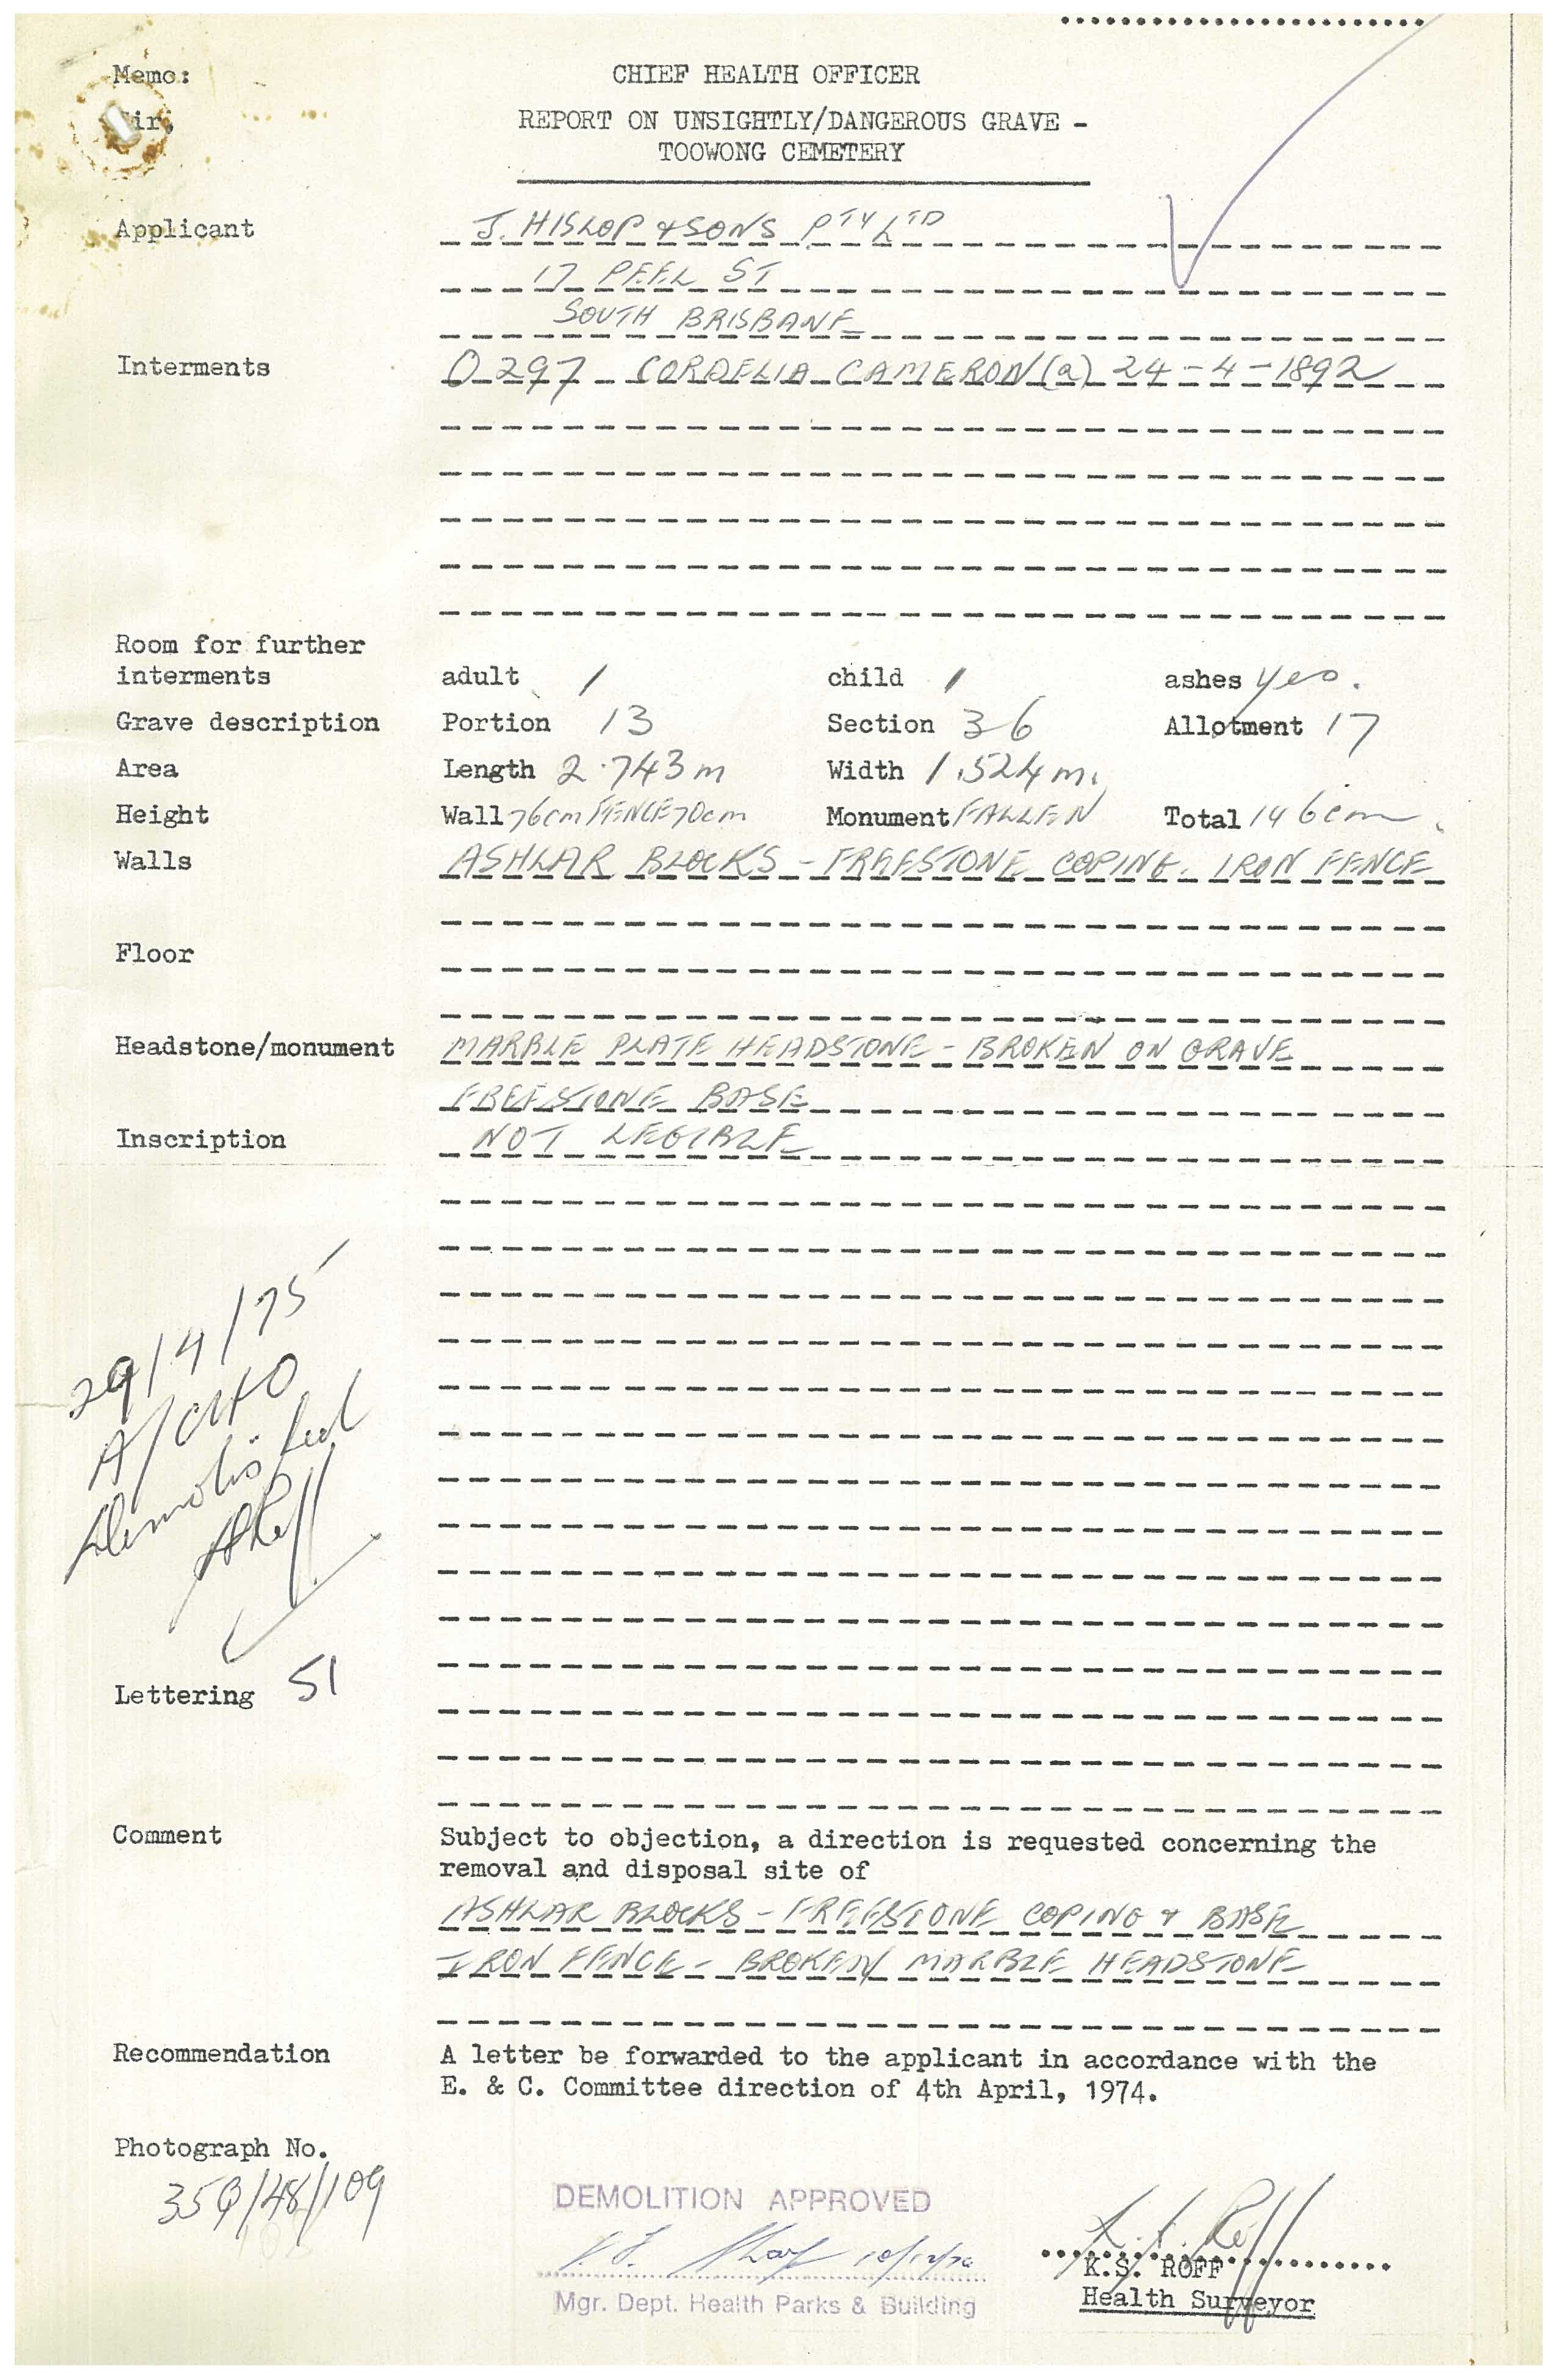 Memo:
CHIEF HEALTH OFFICER
Sir,
REPORT ON UNSIGHTLY/DANGEROUS GRAVE -
TOOWONG CEMETERY
Applicant J. HISLOP & SONS PTY LTD
17 PEEL ST
SOUTH BRISBANE
Interments O 297 CORDELIA CAMERON (a) 24-4-1892
Room for further
interments adult 1 child 1 ashes yes.
Grave description Portion 13 Section 36 Allotment 17
Area Length 2.743m Width 1.524m.
Height Wall 76cm FENCE 70cm Monument FALLEN Total 146cm
Walls ASHLAR BLOCKS - FREESTONE COPING. IRON FENCE
Floor
Headstone/monument MARBLE PLATE HEADSTONE - BROKEN ON GRAVE
FREESTONE BASE
Inscription NOT LEGIBLE
29/4/75
A/CHO
Demolished
Lettering 51
Comment Subject to objection, a direction is requested concerning the
removal and disposal site of
ASHLAR BLOCKS - FREESTONE COPING & BASE
IRON FENCE - BROKEN MARBLE HEADSTONE
Recommendation A letter be forwarded to the applicant in accordance with the
E. & C. Committee direction of 4th April, 1974.
Photograph No.
35Q/48/109
DEMOLITION APPROVED
K.S. Roff
K.S. ROFF
Mgr. Dept. Health Parks & Building
Health Surveyor